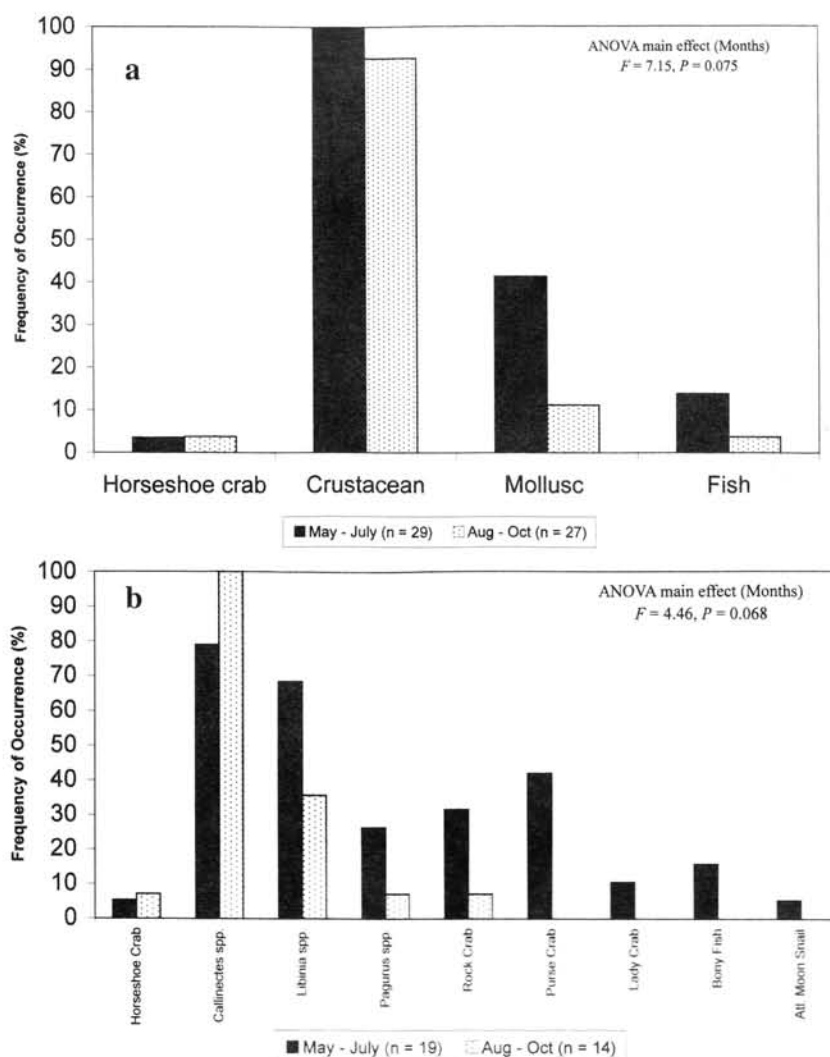 a
ANOVA main effect (Months)
F = 7.15, P = 0.075
Frequency of Occurrence (%)
100
90
80
70
60
50
40
30
20
10
0
Horseshoe crab Crustacean Mollusc Fish
May - July (n = 29) Aug - Oct (n = 27)
b
ANOVA main effect (Months)
F = 4.46, P = 0.068
Frequency of Occurrence (%)
100
90
80
70
60
50
40
30
20
10
0
Horseshoe Crab
Callinectes spp.
Libinia spp
Pagurus spp
Rock Crab
Purse Crab
Lady Crab
Bony Fish
Atl. Moon Snail
May - July (n = 19) Aug - Oct (n = 14)